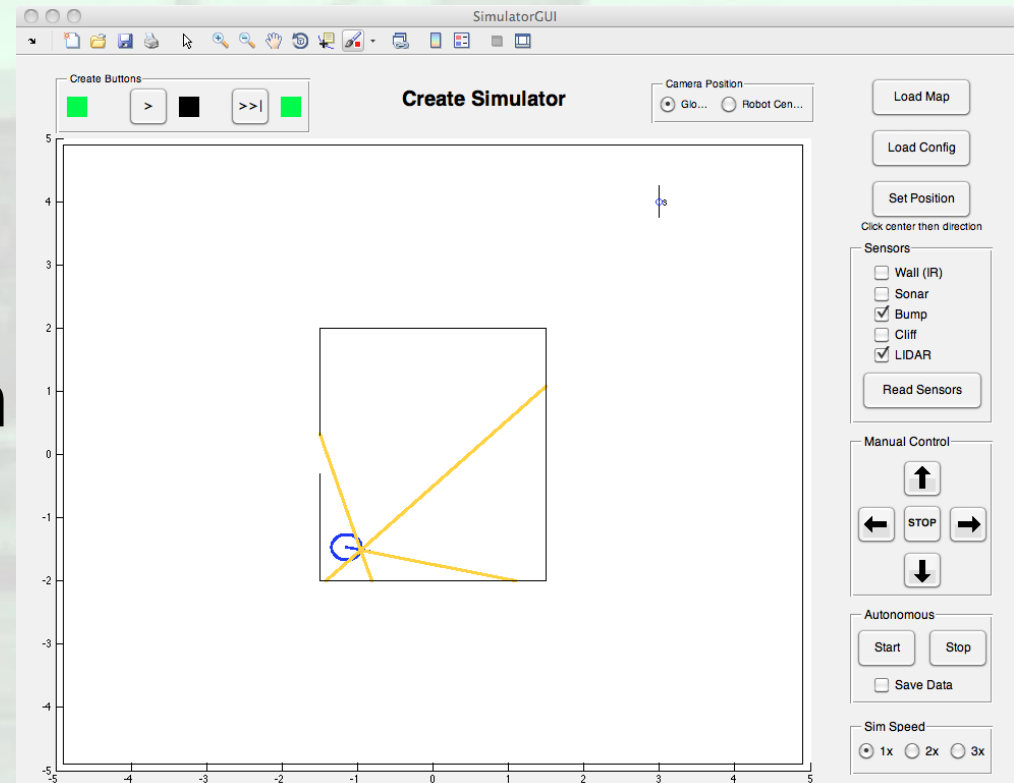 SimulatorGUI
Create Buttons
>
>>|
Create Simulator
Camera Position
Glo...
Robot Cen...
Load Map
Load Config
Set Position
Click center then direction
Sensors
Wall (IR)
Sonar
Bump
Cliff
LIDAR
Read Sensors
Manual Control
STOP
Autonomous
Start
Stop
Save Data
Sim Speed
1x
2x
3x
n
5
4
3
2
1
0
-1
-2
-3
-4
-5
-5 -4 -3 -2 -1 0 1 2 3 4 5